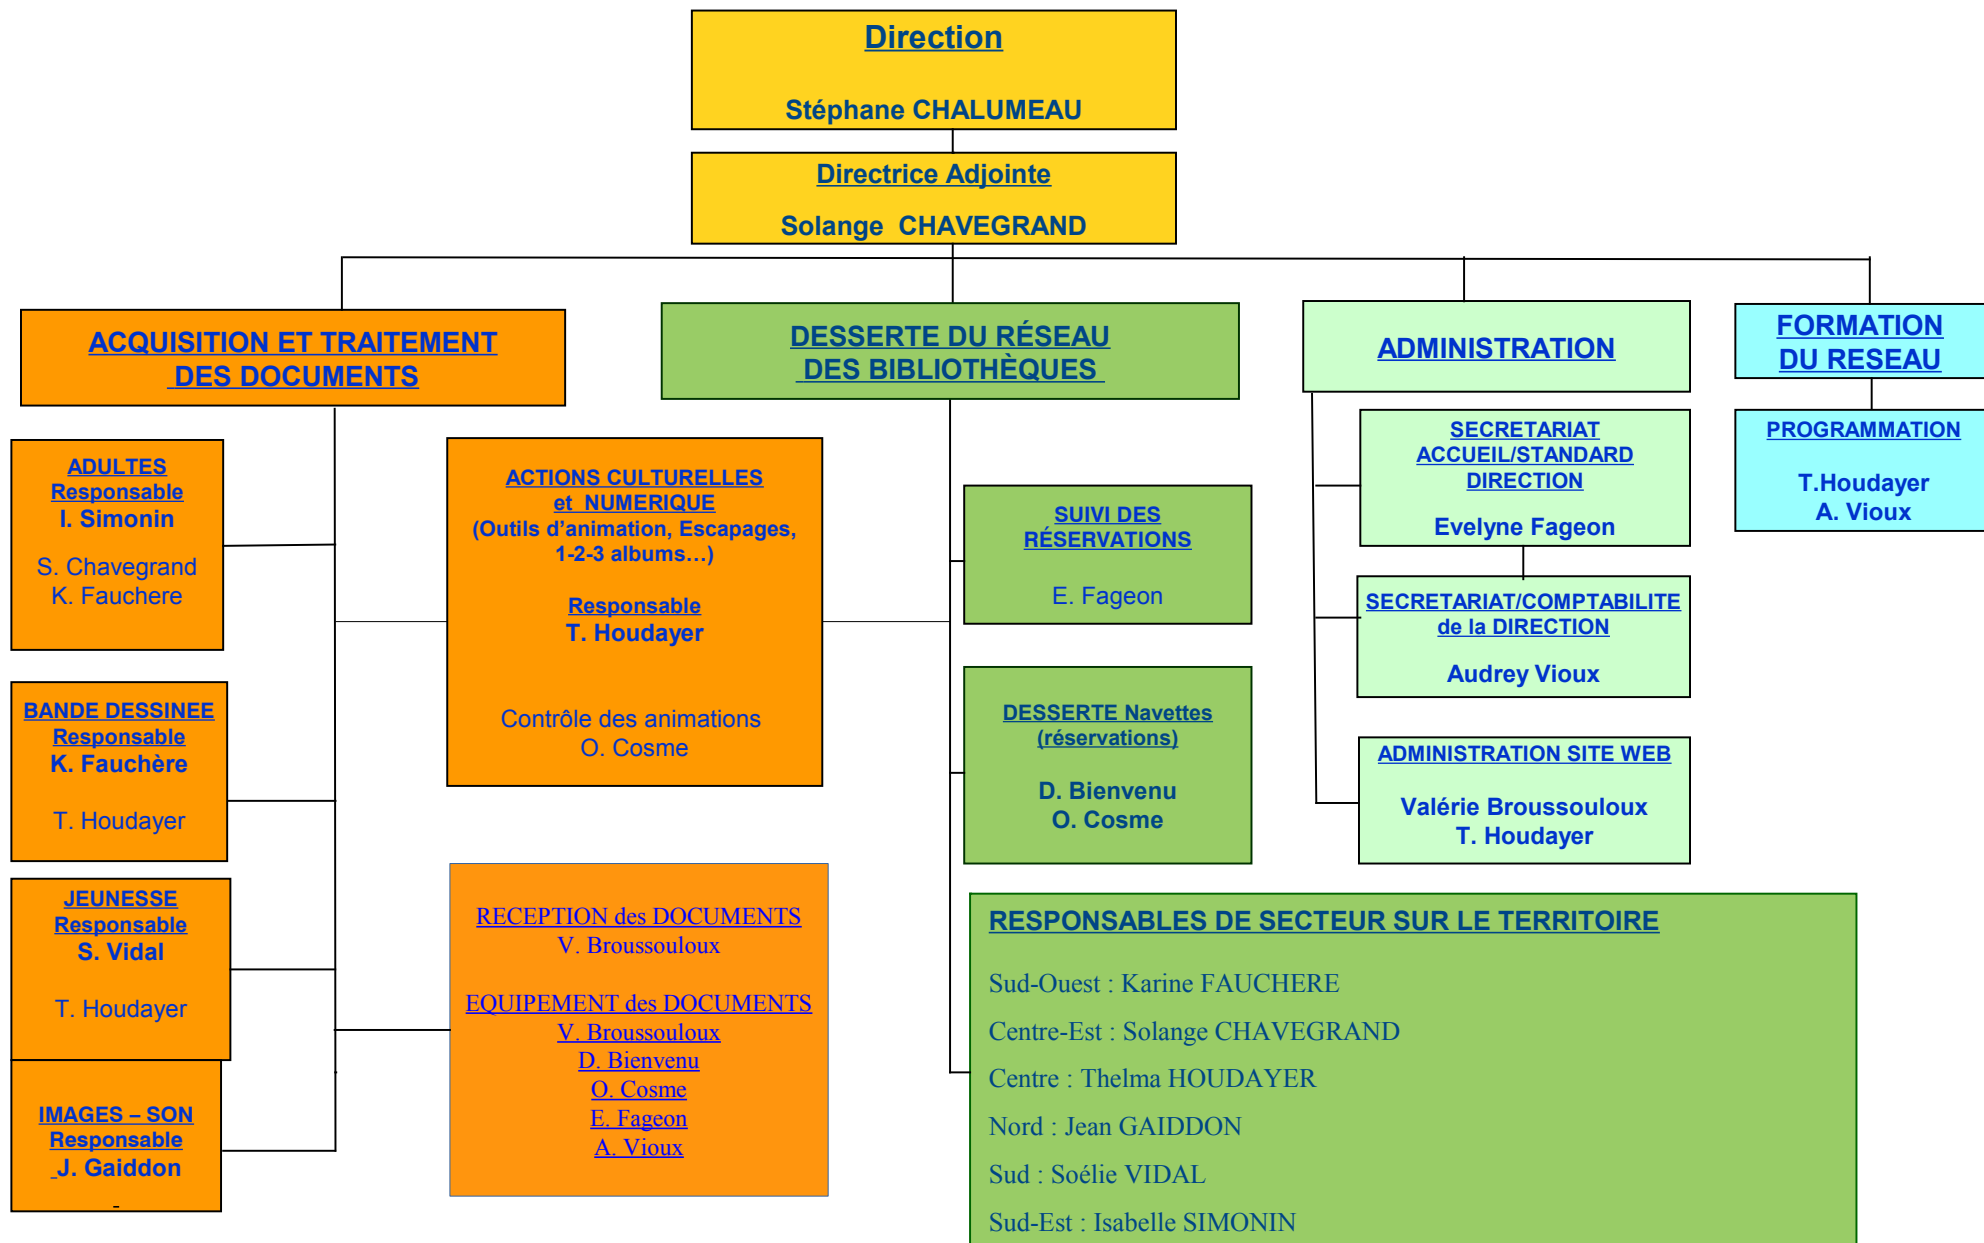 Direction
Stéphane CHALUMEAU
Directrice Adjointe
Solange CHAVEGRAND
ACQUISITION ET TRAITEMENT
DES DOCUMENTS
DESSERTE DU RÉSEAU
DES BIBLIOTHÈQUES
ADMINISTRATION
FORMATION
DU RESEAU
ADULTES
Responsable
I. Simonin
S. Chavegrand
K. Fauchere
BANDE DESSINEE
Responsable
K. Fauchère
T. Houdayer
JEUNESSE
Responsable
S. Vidal
T. Houdayer
IMAGES – SON
Responsable
J. Gaiddon
-
ACTIONS CULTURELLES
et NUMERIQUE
(Outils d'animation, Escapages,
1-2-3 albums…)
Responsable
T. Houdayer
Contrôle des animations
O. Cosme
RECEPTION des DOCUMENTS
V. Broussouloux
EQUIPEMENT des DOCUMENTS
V. Broussouloux
D. Bienvenu
O. Cosme
E. Fageon
A. Vioux
SUIVI DES
RÉSERVATIONS
E. Fageon
DESSERTE Navettes
(réservations)
D. Bienvenu
O. Cosme
RESPONSABLES DE SECTEUR SUR LE TERRITOIRE
Sud-Ouest : Karine FAUCHERE
Centre-Est : Solange CHAVEGRAND
Centre : Thelma HOUDAYER
Nord : Jean GAIDDON
Sud : Soélie VIDAL
Sud-Est : Isabelle SIMONIN
SECRETARIAT
ACCUEIL/STANDARD
DIRECTION
Evelyne Fageon
SECRETARIAT/COMPTABILITE
de la DIRECTION
Audrey Vioux
ADMINISTRATION SITE WEB
Valérie Broussouloux
T. Houdayer
PROGRAMMATION
T.Houdayer
A. Vioux